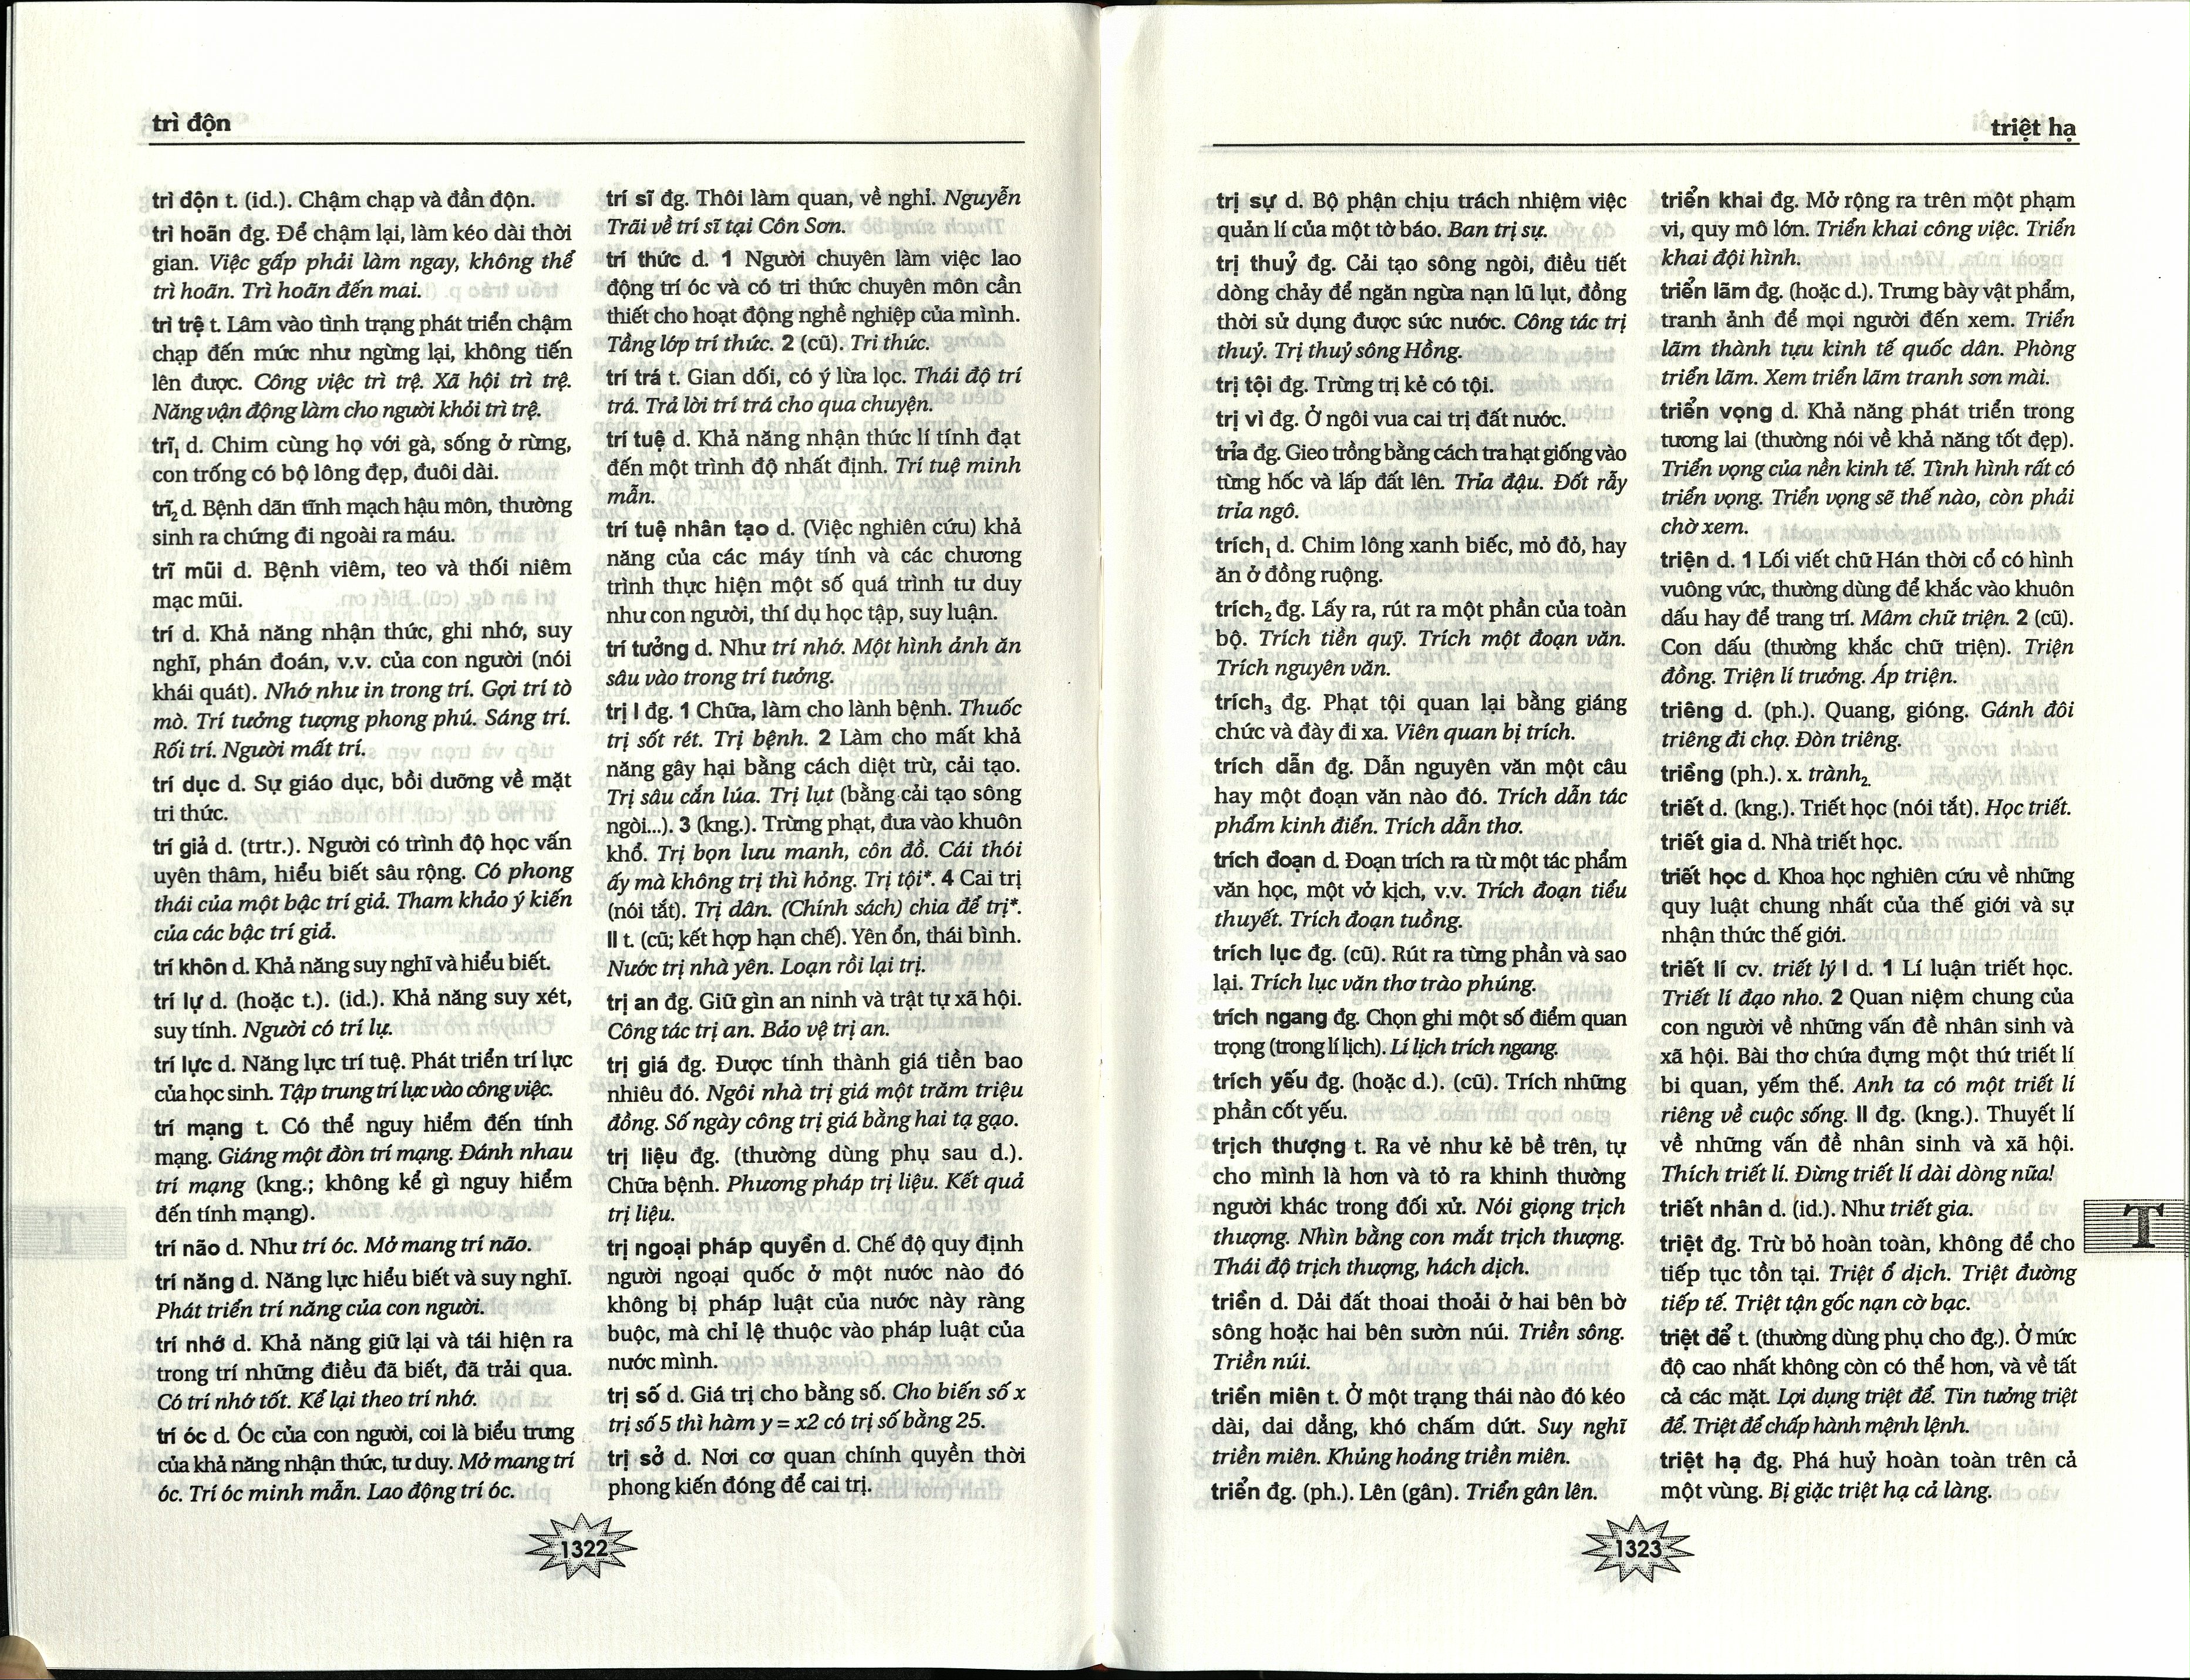 trì độn
trì độn t. (id.). Chậm chạp và đần độn.
trì hoãn đg. Để chậm lại, làm kéo dài thời
gian. Việc gấp phải làm ngay, không thể
trì hoãn. Trì hoãn đến mai.
trì trệ t. Lâm vào tình trạng phát triển chậm
chạp đến mức như ngừng lại, không tiến
lên được. Công việc trì trệ. Xã hội trì trệ.
Năng vận động làm cho người khỏi trì trệ.
trĩ₁ d. Chim cùng họ với gà, sống ở rừng,
con trống có bộ lông đẹp, đuôi dài.
trĩ₂ d. Bệnh dãn tĩnh mạch hậu môn, thường
sinh ra chứng đi ngoài ra máu.
trĩ mũi d. Bệnh viêm, teo và thối niêm
mạc mũi.
trí d. Khả năng nhận thức, ghi nhớ, suy
nghĩ, phán đoán, v.v. của con người (nói
khái quát). Nhớ như in trong trí. Gợi trí tò
mò. Trí tưởng tượng phong phú. Sáng trí.
Rối trí. Người mất trí.
trí dục d. Sự giáo dục, bồi dưỡng về mặt
tri thức.
trí giả d. (trtr.). Người có trình độ học vấn
uyên thâm, hiểu biết sâu rộng. Có phong
thái của một bậc trí giả. Tham khảo ý kiến
của các bậc trí giả.
trí khôn d. Khả năng suy nghĩ và hiểu biết.
trí lự d. (hoặc t.). (id.). Khả năng suy xét,
suy tính. Người có trí lự.
trí lực d. Năng lực trí tuệ. Phát triển trí lực
của học sinh. Tập trung trí lực vào công việc.
trí mạng t. Có thể nguy hiểm đến tính
mạng. Giáng một đòn trí mạng. Đánh nhau
trí mạng (kng.; không kể gì nguy hiểm
đến tính mạng).
trí não d. Như trí óc. Mở mang trí não.
trí năng d. Năng lực hiểu biết và suy nghĩ.
Phát triển trí năng của con người.
trí nhớ d. Khả năng giữ lại và tái hiện ra
trong trí những điều đã biết, đã trải qua.
Có trí nhớ tốt. Kể lại theo trí nhớ.
trí óc d. Óc của con người, coi là biểu trưng
của khả năng nhận thức, tư duy. Mở mang trí
óc. Trí óc minh mẫn. Lao động trí óc.
trí sĩ đg. Thôi làm quan, về nghỉ. Nguyễn
Trãi về trí sĩ tại Côn Sơn.
trí thức d. 1 Người chuyên làm việc lao
động trí óc và có tri thức chuyên môn cần
thiết cho hoạt động nghề nghiệp của mình.
Tầng lớp trí thức. 2 (cũ). Tri thức.
trí trá t. Gian dối, có ý lừa lọc. Thái độ trí
trá. Trả lời trí trá cho qua chuyện.
trí tuệ d. Khả năng nhận thức lí tính đạt
đến một trình độ nhất định. Trí tuệ minh
mẫn.
trí tuệ nhân tạo d. (Việc nghiên cứu) khả
năng của các máy tính và các chương
trình thực hiện một số quá trình tư duy
như con người, thí dụ học tập, suy luận.
trí tưởng d. Như trí nhớ. Một hình ảnh ăn
sâu vào trong trí tưởng.
trị I đg. 1 Chữa, làm cho lành bệnh. Thuốc
trị sốt rét. Trị bệnh. 2 Làm cho mất khả
năng gây hại bằng cách diệt trừ, cải tạo.
Trị sâu cắn lúa. Trị lụt (bằng cải tạo sông
ngòi...). 3 (kng.). Trừng phạt, đưa vào khuôn
khổ. Trị bọn lưu manh, côn đồ. Cái thói
ấy mà không trị thì hỏng. Trị tội*. 4 Cai trị
(nói tắt). Trị dân. (Chính sách) chia để trị*.
II t. (cũ; kết hợp hạn chế). Yên ổn, thái bình.
Nước trị nhà yên. Loạn rồi lại trị.
trị an đg. Giữ gìn an ninh và trật tự xã hội.
Công tác trị an. Bảo vệ trị an.
trị giá đg. Được tính thành giá tiền bao
nhiêu đó. Ngôi nhà trị giá một trăm triệu
đồng. Số ngày công trị giá bằng hai tạ gạo.
trị liệu đg. (thường dùng phụ sau d.).
Chữa bệnh. Phương pháp trị liệu. Kết quả
trị liệu.
trị ngoại pháp quyền d. Chế độ quy định
người ngoại quốc ở một nước nào đó
không bị pháp luật của nước này ràng
buộc, mà chỉ lệ thuộc vào pháp luật của
nước mình.
trị số d. Giá trị cho bằng số. Cho biến số x
trị số 5 thì hàm y = x2 có trị số bằng 25.
trị sở d. Nơi cơ quan chính quyền thời
phong kiến đóng để cai trị.
1322
triệt hạ
trị sự d. Bộ phận chịu trách nhiệm việc
quản lí của một tờ báo. Ban trị sự.
trị thuỷ đg. Cải tạo sông ngòi, điều tiết
dòng chảy để ngăn ngừa nạn lũ lụt, đồng
thời sử dụng được sức nước. Công tác trị
thuỷ. Trị thuỷ sông Hồng.
trị tội đg. Trừng trị kẻ có tội.
trị vì đg. Ở ngôi vua cai trị đất nước.
trỉa đg. Gieo trồng bằng cách tra hạt giống vào
từng hốc và lấp đất lên. Trỉa đậu. Đốt rẫy
trỉa ngô.
trích₁ d. Chim lông xanh biếc, mỏ đỏ, hay
ăn ở đồng ruộng.
trích₂ đg. Lấy ra, rút ra một phần của toàn
bộ. Trích tiền quỹ. Trích một đoạn văn.
Trích nguyên văn.
trích₃ đg. Phạt tội quan lại bằng giáng
chức và đày đi xa. Viên quan bị trích.
trích dẫn đg. Dẫn nguyên văn một câu
hay một đoạn văn nào đó. Trích dẫn tác
phẩm kinh điển. Trích dẫn thơ.
trích đoạn d. Đoạn trích ra từ một tác phẩm
văn học, một vở kịch, v.v. Trích đoạn tiểu
thuyết. Trích đoạn tuồng.
trích lục đg. (cũ). Rút ra từng phần và sao
lại. Trích lục văn thơ trào phúng.
trích ngang đg. Chọn ghi một số điểm quan
trọng (trong lí lịch). Lí lịch trích ngang.
trích yếu đg. (hoặc d.). (cũ). Trích những
phần cốt yếu.
trịch thượng t. Ra vẻ như kẻ bề trên, tự
cho mình là hơn và tỏ ra khinh thường
người khác trong đối xử. Nói giọng trịch
thượng. Nhìn bằng con mắt trịch thượng.
Thái độ trịch thượng, hách dịch.
triền d. Dải đất thoai thoải ở hai bên bờ
sông hoặc hai bên sườn núi. Triền sông.
Triền núi.
triền miên t. Ở một trạng thái nào đó kéo
dài, dai dẳng, khó chấm dứt. Suy nghĩ
triền miên. Khủng hoảng triền miên.
triển đg. (ph.). Lên (gân). Triển gân lên.
triển khai đg. Mở rộng ra trên một phạm
vi, quy mô lớn. Triển khai công việc. Triển
khai đội hình.
triển lãm đg. (hoặc d.). Trưng bày vật phẩm,
tranh ảnh để mọi người đến xem. Triển
lãm thành tựu kinh tế quốc dân. Phòng
triển lãm. Xem triển lãm tranh sơn mài.
triển vọng d. Khả năng phát triển trong
tương lai (thường nói về khả năng tốt đẹp).
Triển vọng của nền kinh tế. Tình hình rất có
triển vọng. Triển vọng sẽ thế nào, còn phải
chờ xem.
triện d. 1 Lối viết chữ Hán thời cổ có hình
vuông vức, thường dùng để khắc vào khuôn
dấu hay để trang trí. Mâm chữ triện. 2 (cũ).
Con dấu (thường khắc chữ triện). Triện
đồng. Triện lí trưởng. Áp triện.
triêng d. (ph.). Quang, gióng. Gánh đôi
triêng đi chợ. Đòn triêng.
triềng (ph.). x. trành₂.
triết d. (kng.). Triết học (nói tắt). Học triết.
triết gia d. Nhà triết học.
triết học d. Khoa học nghiên cứu về những
quy luật chung nhất của thế giới và sự
nhận thức thế giới.
triết lí cv. triết lý I d. 1 Lí luận triết học.
Triết lí đạo nho. 2 Quan niệm chung của
con người về những vấn đề nhân sinh và
xã hội. Bài thơ chứa đựng một thứ triết lí
bi quan, yếm thế. Anh ta có một triết lí
riêng về cuộc sống. II đg. (kng.). Thuyết lí
về những vấn đề nhân sinh và xã hội.
Thích triết lí. Đừng triết lí dài dòng nữa!
triết nhân d. (id.). Như triết gia.
triệt đg. Trừ bỏ hoàn toàn, không để cho
tiếp tục tồn tại. Triệt ổ dịch. Triệt đường
tiếp tế. Triệt tận gốc nạn cờ bạc.
triệt để t. (thường dùng phụ cho đg.). Ở mức
độ cao nhất không còn có thể hơn, và về tất
cả các mặt. Lợi dụng triệt để. Tin tưởng triệt
để. Triệt để chấp hành mệnh lệnh.
triệt hạ đg. Phá huỷ hoàn toàn trên cả
một vùng. Bị giặc triệt hạ cả làng.
T
1323